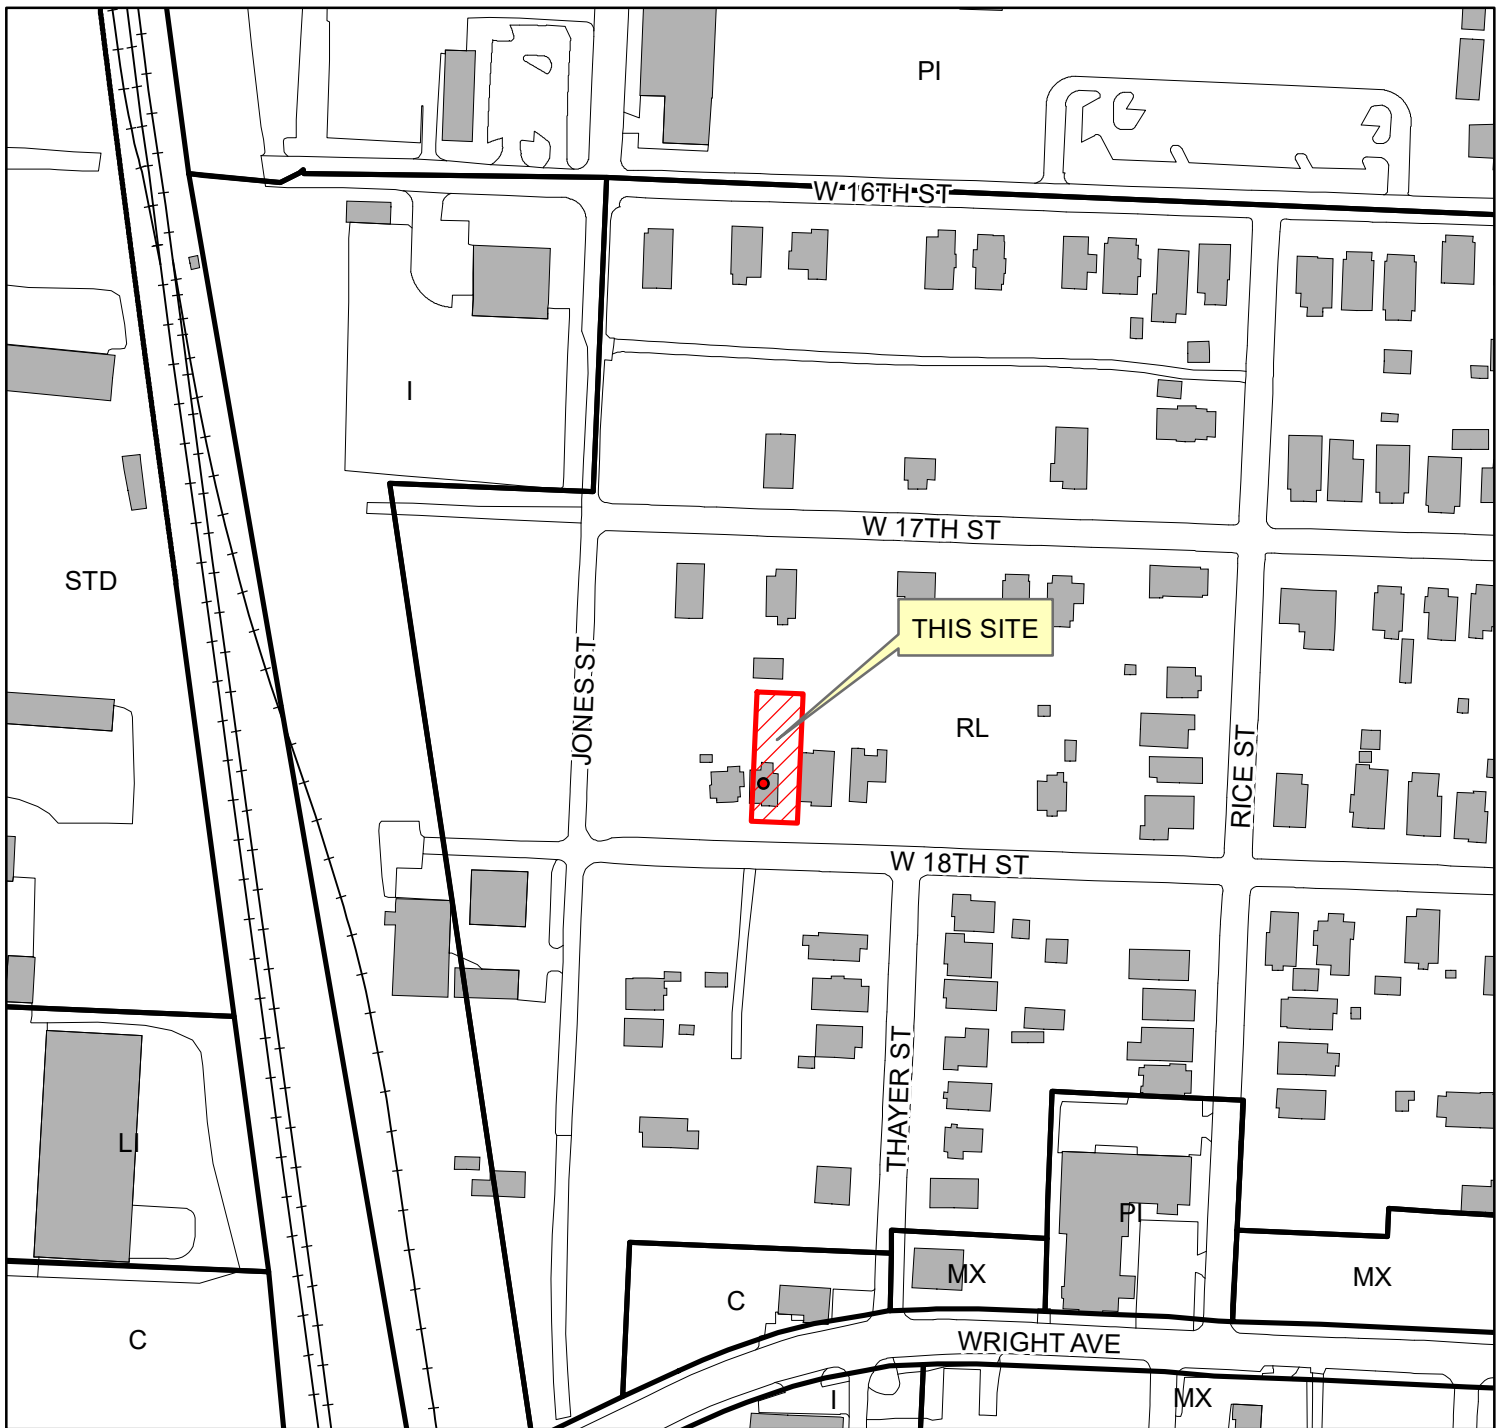 PI
W 16TH ST
I
W 17TH ST
STD
THIS SITE
JONES ST
RL
RICE ST
W 18TH ST
THAYER ST
LI
PI
MX
MX
C
C
WRIGHT AVE
I
MX